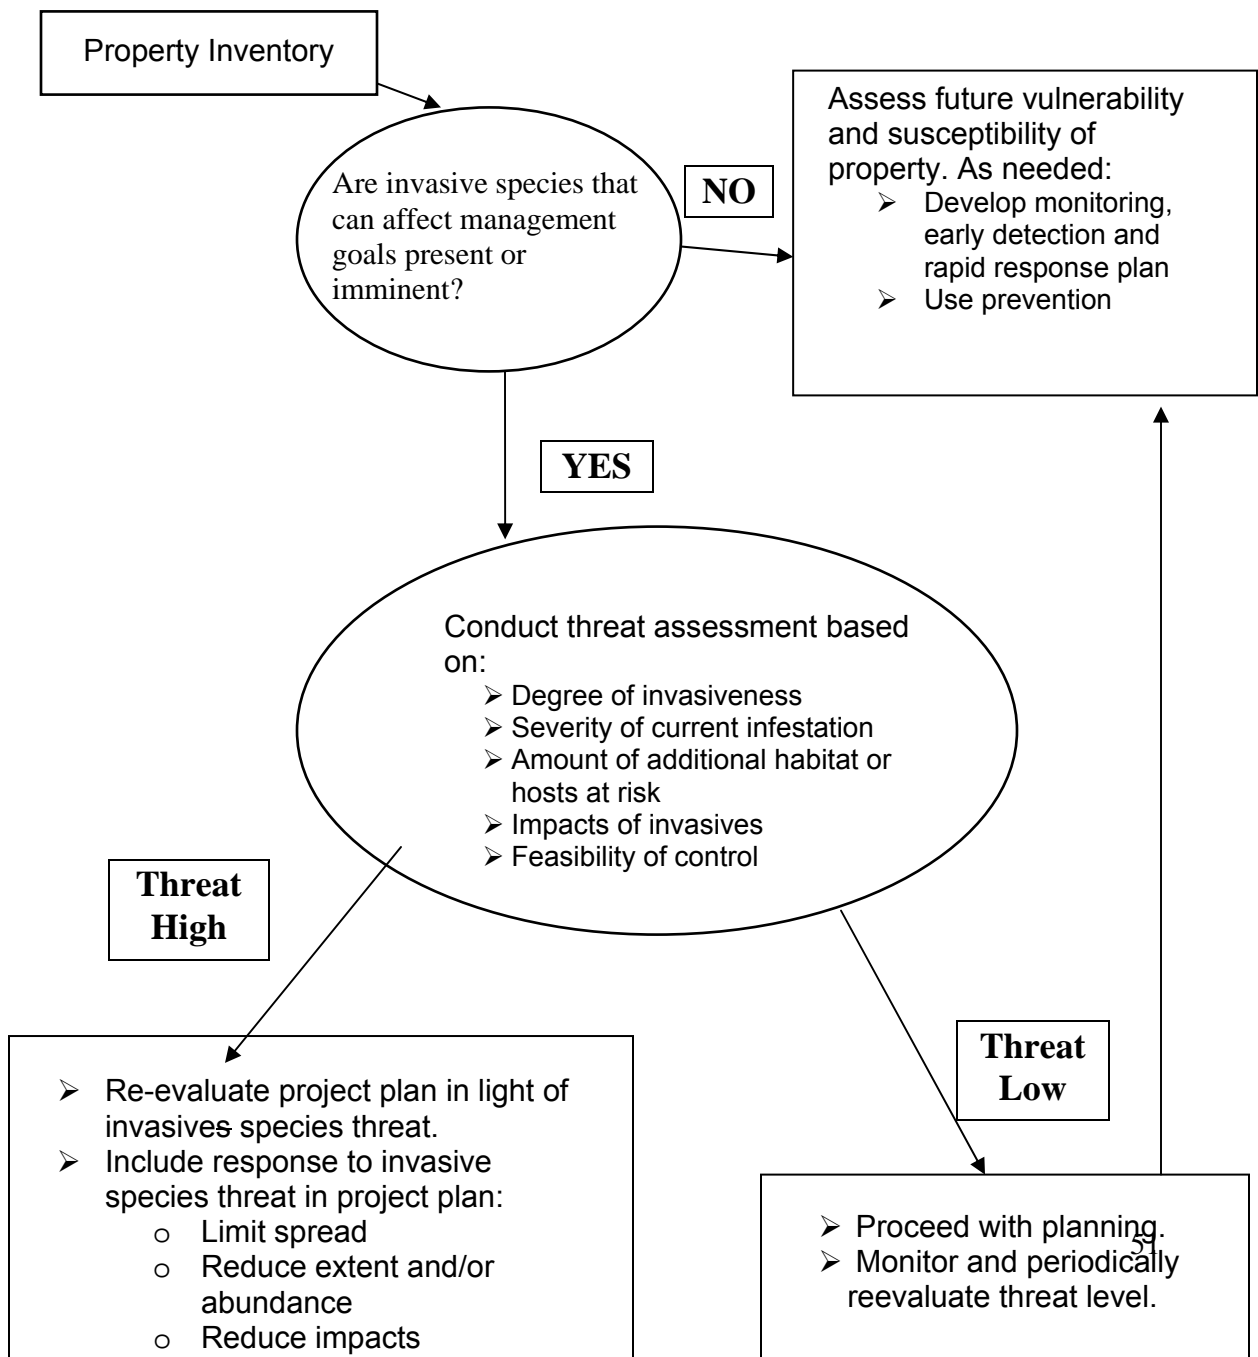 Property Inventory
Are invasive species that
can affect management
goals present or
imminent?
NO
Assess future vulnerability
and susceptibility of
property. As needed:
➢ Develop monitoring,
early detection and
rapid response plan
➢ Use prevention
YES
Conduct threat assessment based
on:
➢ Degree of invasiveness
➢ Severity of current infestation
➢ Amount of additional habitat or
hosts at risk
➢ Impacts of invasives
➢ Feasibility of control
Threat
High
Threat
Low
➢ Re-evaluate project plan in light of
invasives species threat.
➢ Include response to invasive
species threat in project plan:
o Limit spread
o Reduce extent and/or
abundance
o Reduce impacts
➢ Proceed with planning.
➢ Monitor and periodically
reevaluate threat level.
51